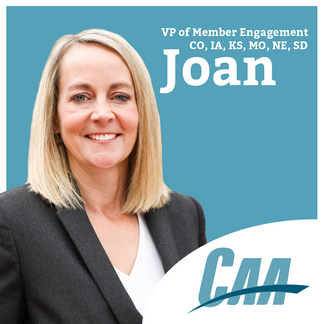 VP of Member Engagement
CO, IA, KS, MO, NE, SD
Joan
CAA